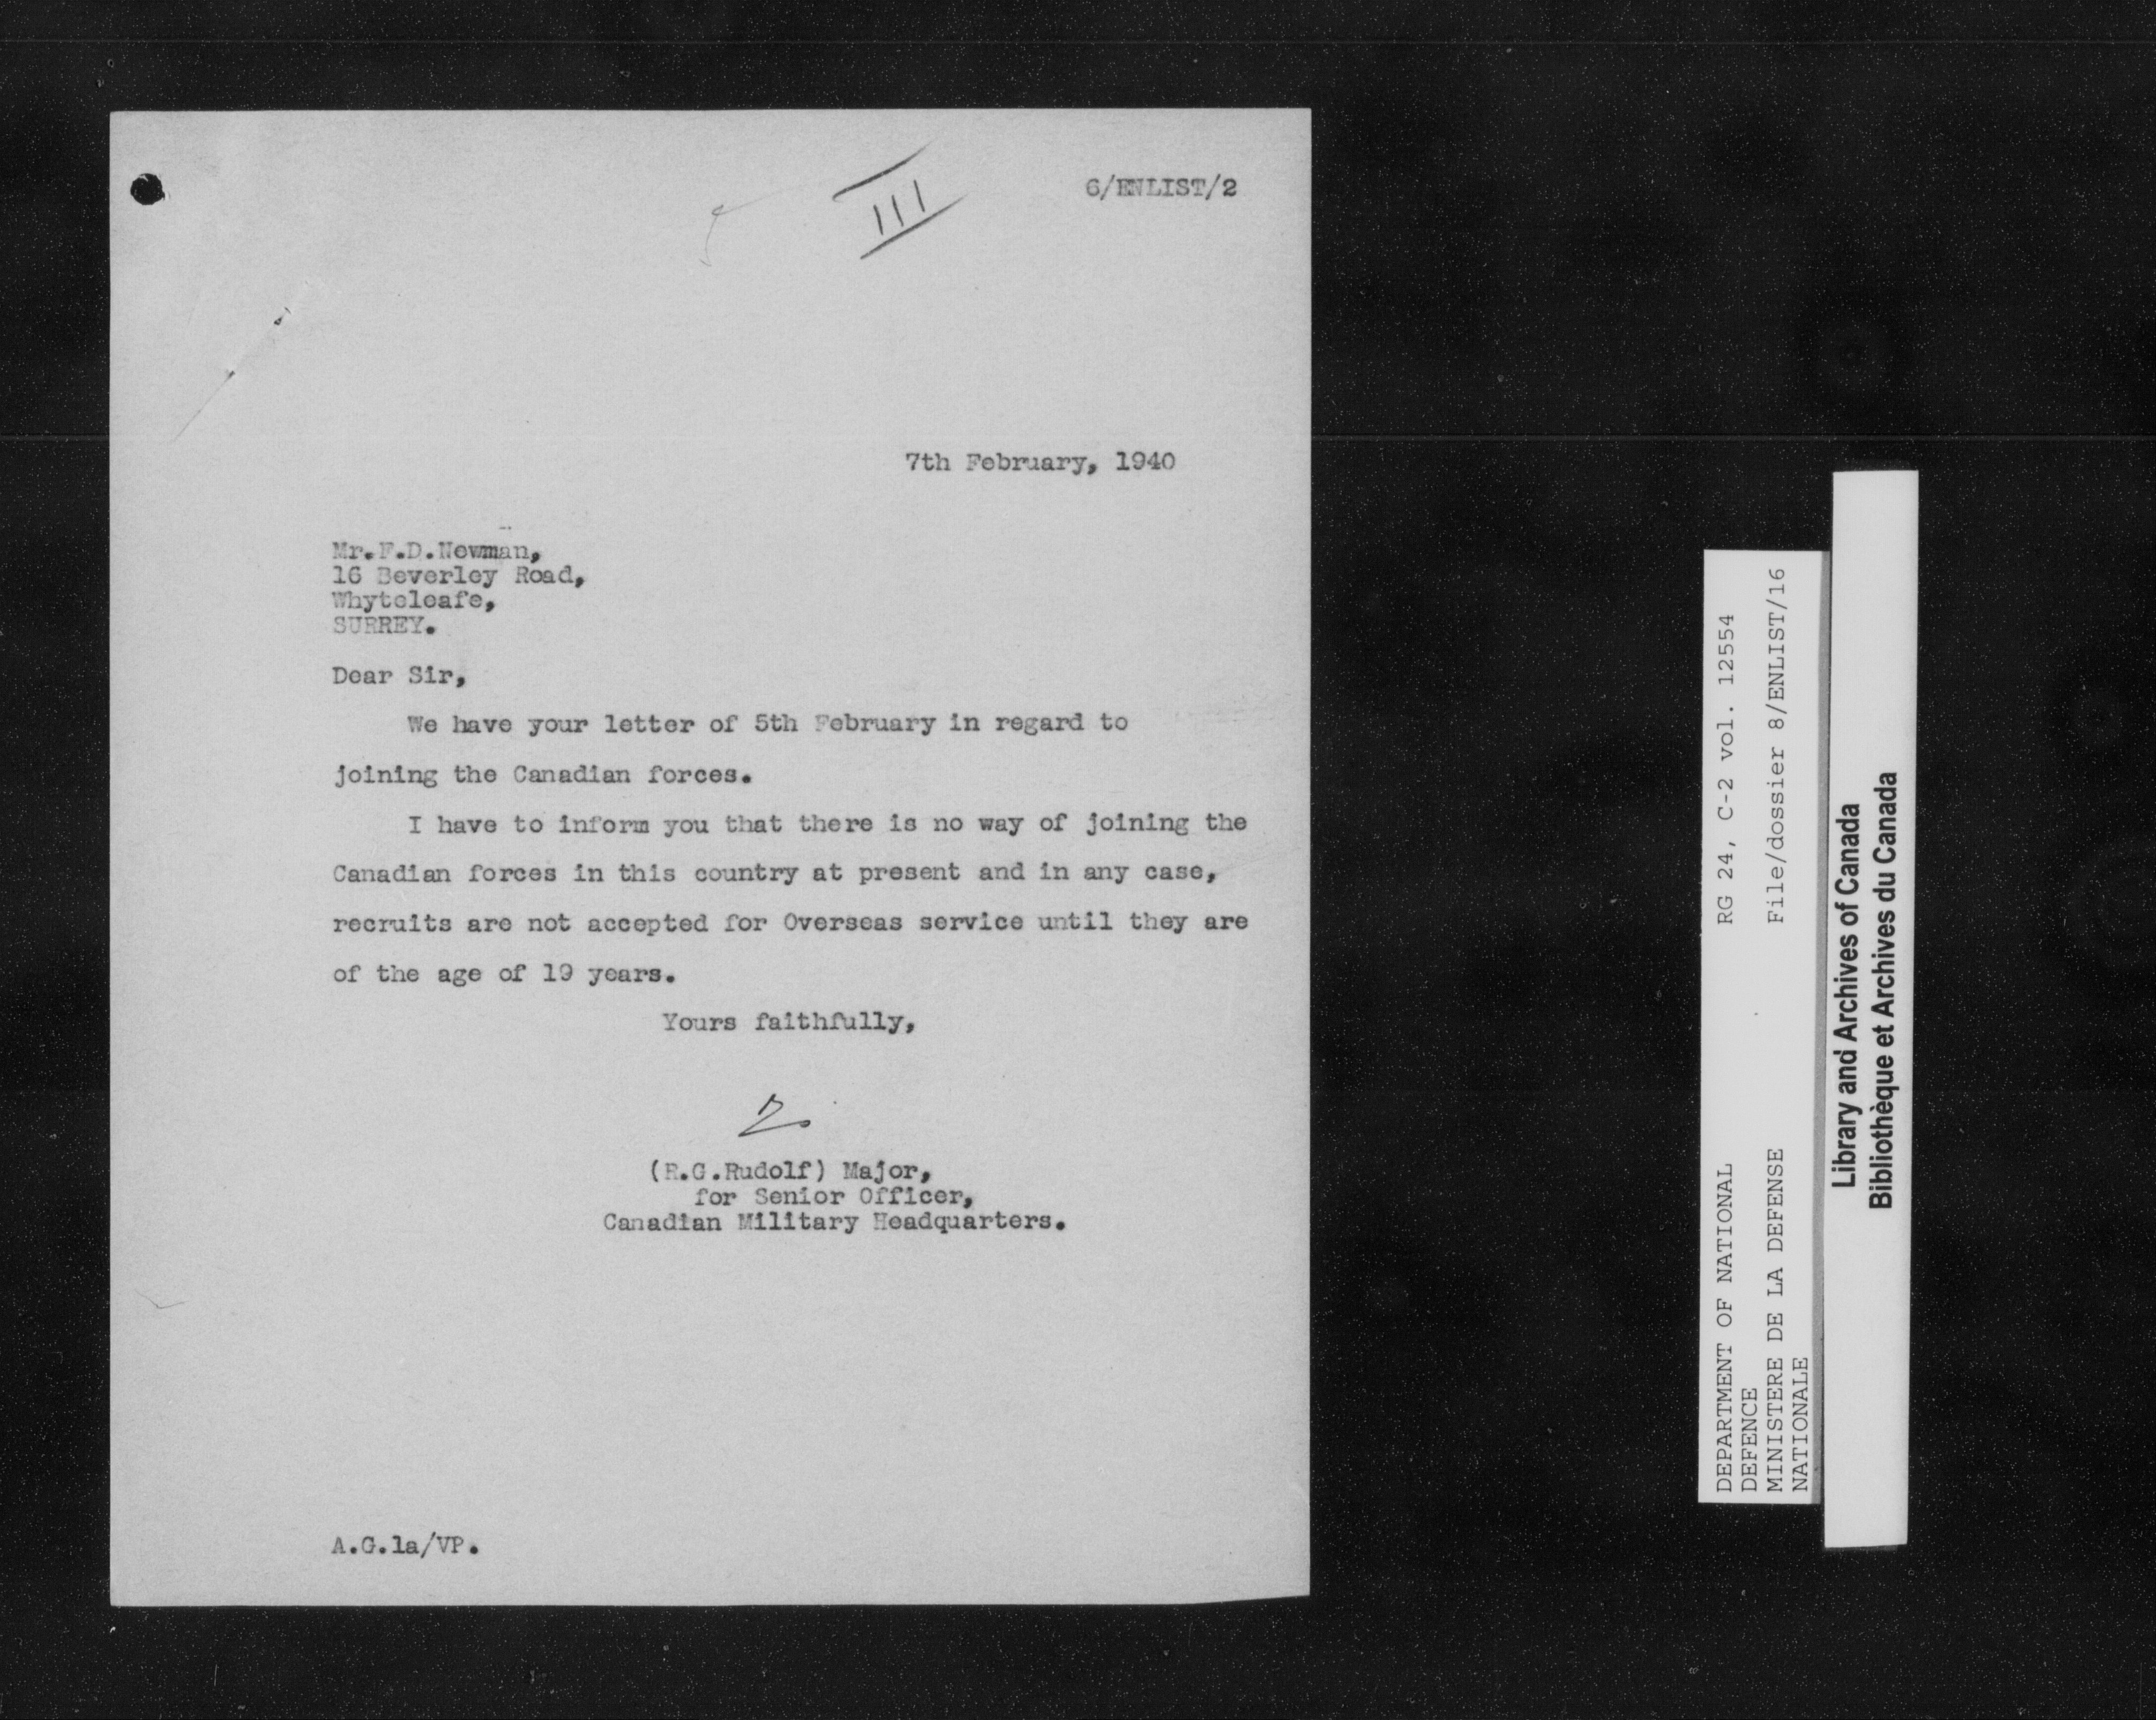 III
6/ENLIST/2
7th February, 1940
Mr.F.D.Newman,
16 Beverley Road,
Whyteleafe,
SURREY.
Dear Sir,
We have your letter of 5th February in regard to
joining the Canadian forces.
I have to inform you that there is no way of joining the
Canadian forces in this country at present and in any case,
recruits are not accepted for Overseas service until they are
of the age of 19 years.
Yours faithfully,
(R.G.Rudolf) Major,
for Senior Officer,
Canadian Military Headquarters.
A.G.1a/VP.
DEPARTMENT OF NATIONAL
DEFENCE
MINISTERE DE LA DEFENSE
NATIONALE
RG 24, C-2 vol. 12554
File/dossier 8/ENLIST/16
Library and Archives of Canada
Bibliothèque et Archives du Canada